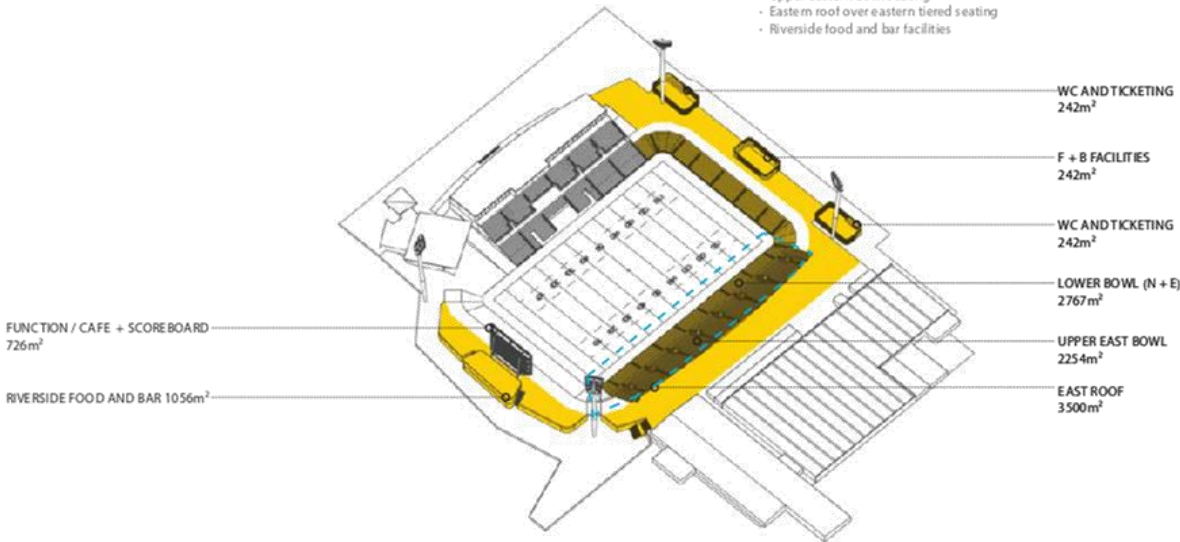 - Eastern roof over eastern tiered seating
- Riverside food and bar facilities
WC AND TICKETING
242m²
F + B FACILITIES
242m²
WC AND TICKETING
242m²
LOWER BOWL (N + E)
2767m²
UPPER EAST BOWL
2254m²
EAST ROOF
3500m²
FUNCTION / CAFE + SCOREBOARD
726m²
RIVERSIDE FOOD AND BAR 1056m²